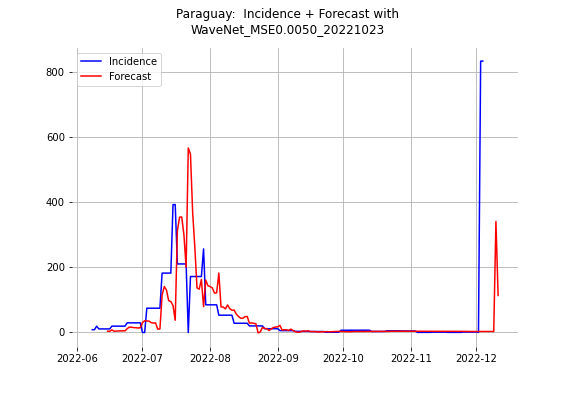 Paraguay:  Incidence + Forecast with
WaveNet_MSE0.0050_20221023
Incidence
Forecast
800
600
400
200
0
2022-06 2022-07 2022-08 2022-09 2022-10 2022-11 2022-12